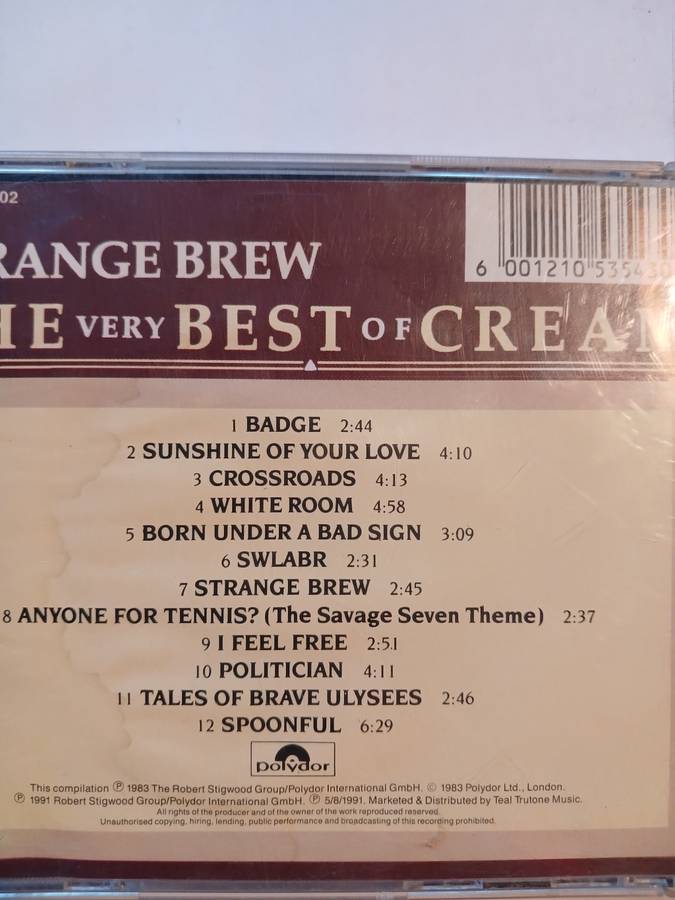 02
RANGE BREW
6 001210 535430
HE VERY BEST OF CREAM
1 BADGE 2:44
2 SUNSHINE OF YOUR LOVE 4:10
3 CROSSROADS 4:13
4 WHITE ROOM 4:58
5 BORN UNDER A BAD SIGN 3:09
6 SWLABR 2:31
7 STRANGE BREW 2:45
8 ANYONE FOR TENNIS? (The Savage Seven Theme) 2:37
9 I FEEL FREE 2:51
10 POLITICIAN 4:11
11 TALES OF BRAVE ULYSEES 2:46
12 SPOONFUL 6:29
polydor
This compilation ℗ 1983 The Robert Stigwood Group/Polydor International GmbH. © 1983 Polydor Ltd., London.
℗ 1991 Robert Stigwood Group/Polydor International GmbH. ℗ 5/8/1991. Marketed & Distributed by Teal Trutone Music.
All rights of the producer and of the owner of the work reproduced reserved.
Unauthorised copying, hiring, lending, public performance and broadcasting of this recording prohibited.